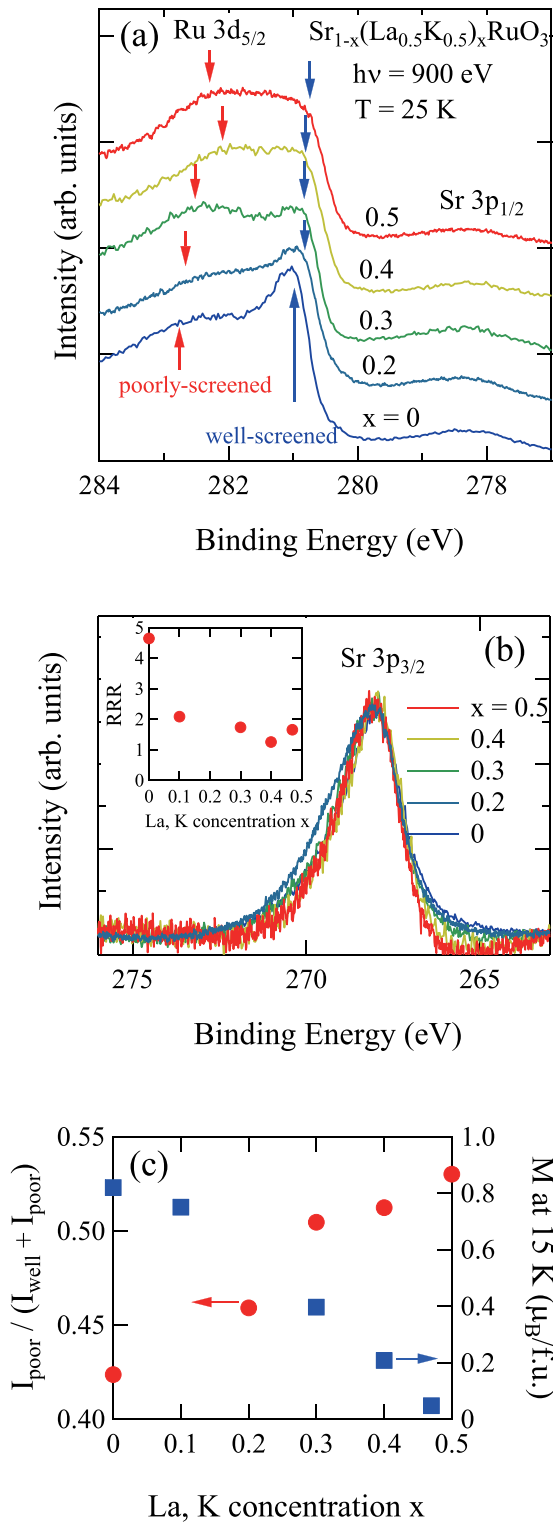 (a)
Ru 3d5/2
Sr1-x(La0.5K0.5)xRuO3
hν = 900 eV
T = 25 K
Sr 3p1/2
0.5
0.4
0.3
0.2
x = 0
poorly-screened
well-screened
Intensity (arb. units)
284 282 280 278
Binding Energy (eV)
(b)
Sr 3p3/2
x = 0.5
0.4
0.3
0.2
0
RRR
5
4
3
2
1
0
0 0.1 0.2 0.3 0.4 0.5
La, K concentration x
Intensity (arb. units)
275 270 265
Binding Energy (eV)
(c)
Ipoor / (Iwell + Ipoor)
0.55
0.50
0.45
0.40
M at 15 K (μB/f.u.)
1.0
0.8
0.6
0.4
0.2
0
0 0.1 0.2 0.3 0.4 0.5
La, K concentration x